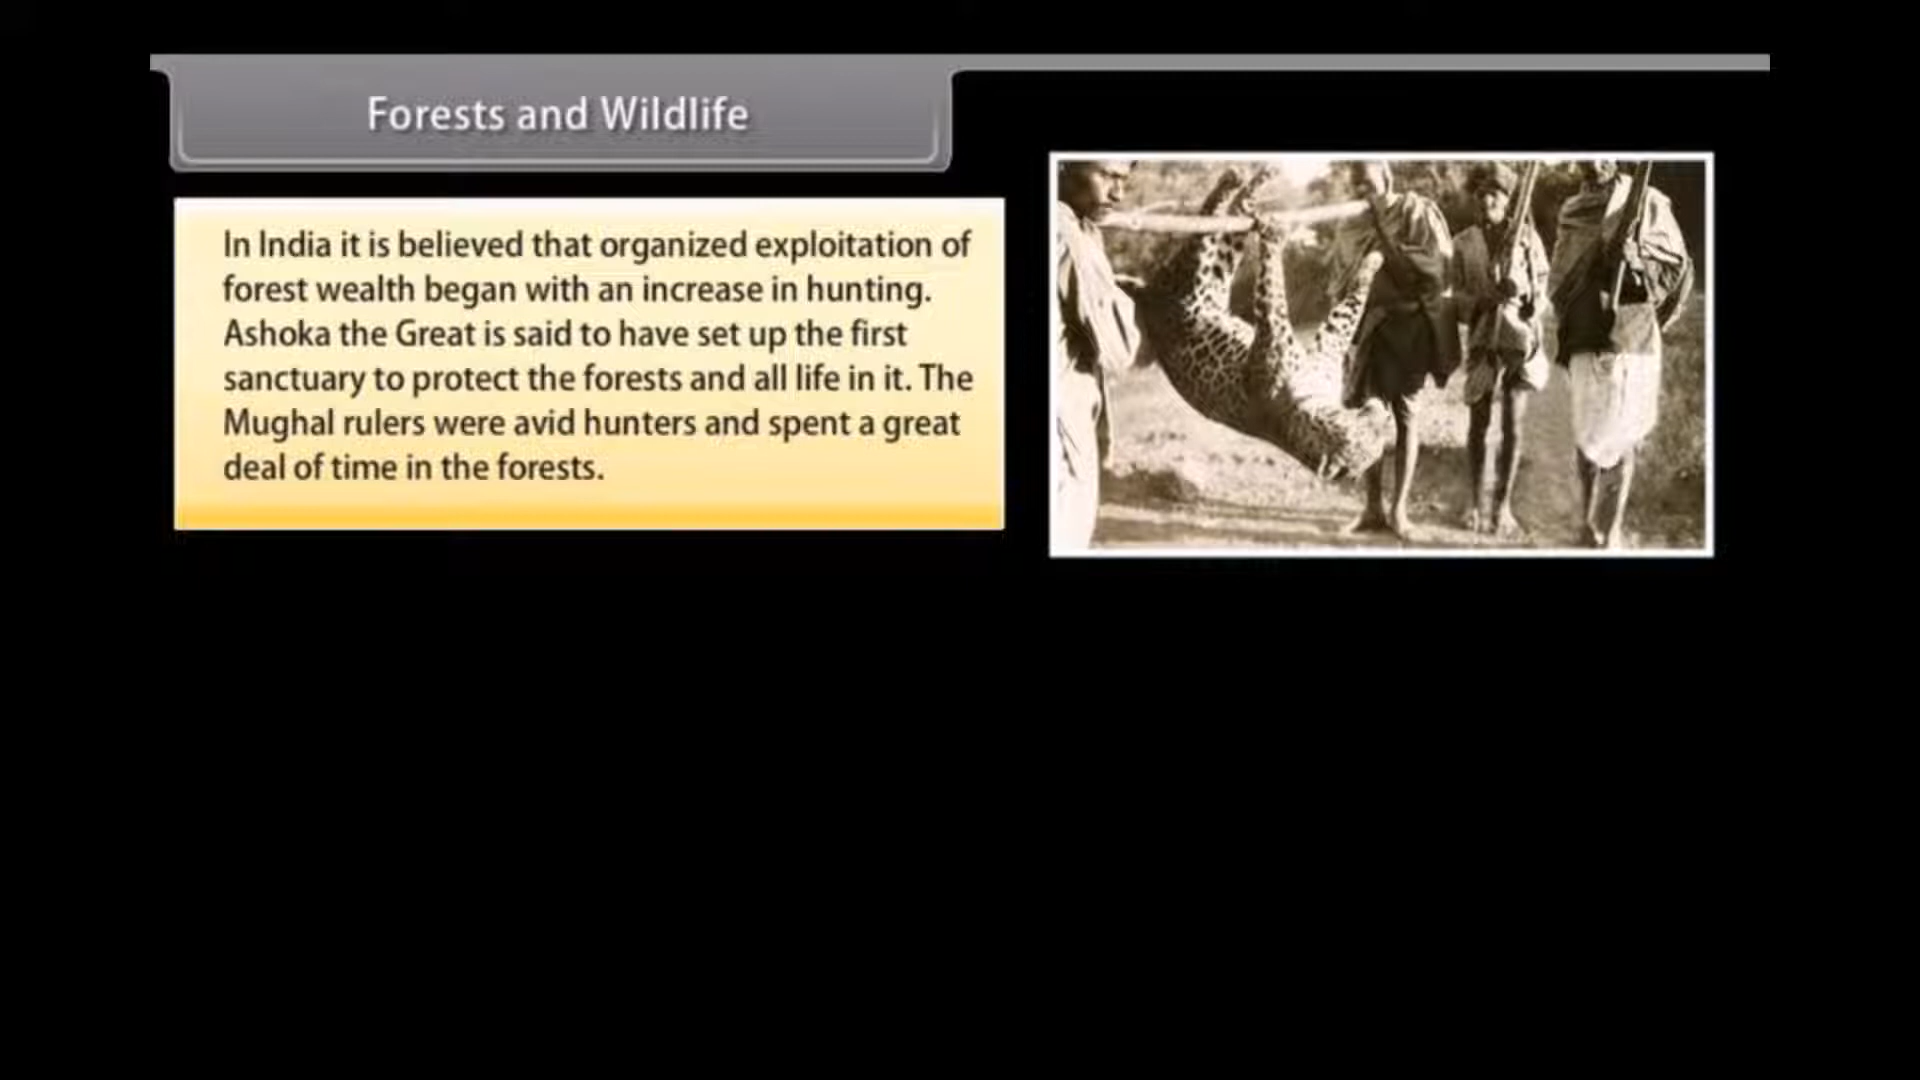 Forests and Wildlife
In India it is believed that organized exploitation of
forest wealth began with an increase in hunting.
Ashoka the Great is said to have set up the first
sanctuary to protect the forests and all life in it. The
Mughal rulers were avid hunters and spent a great
deal of time in the forests.